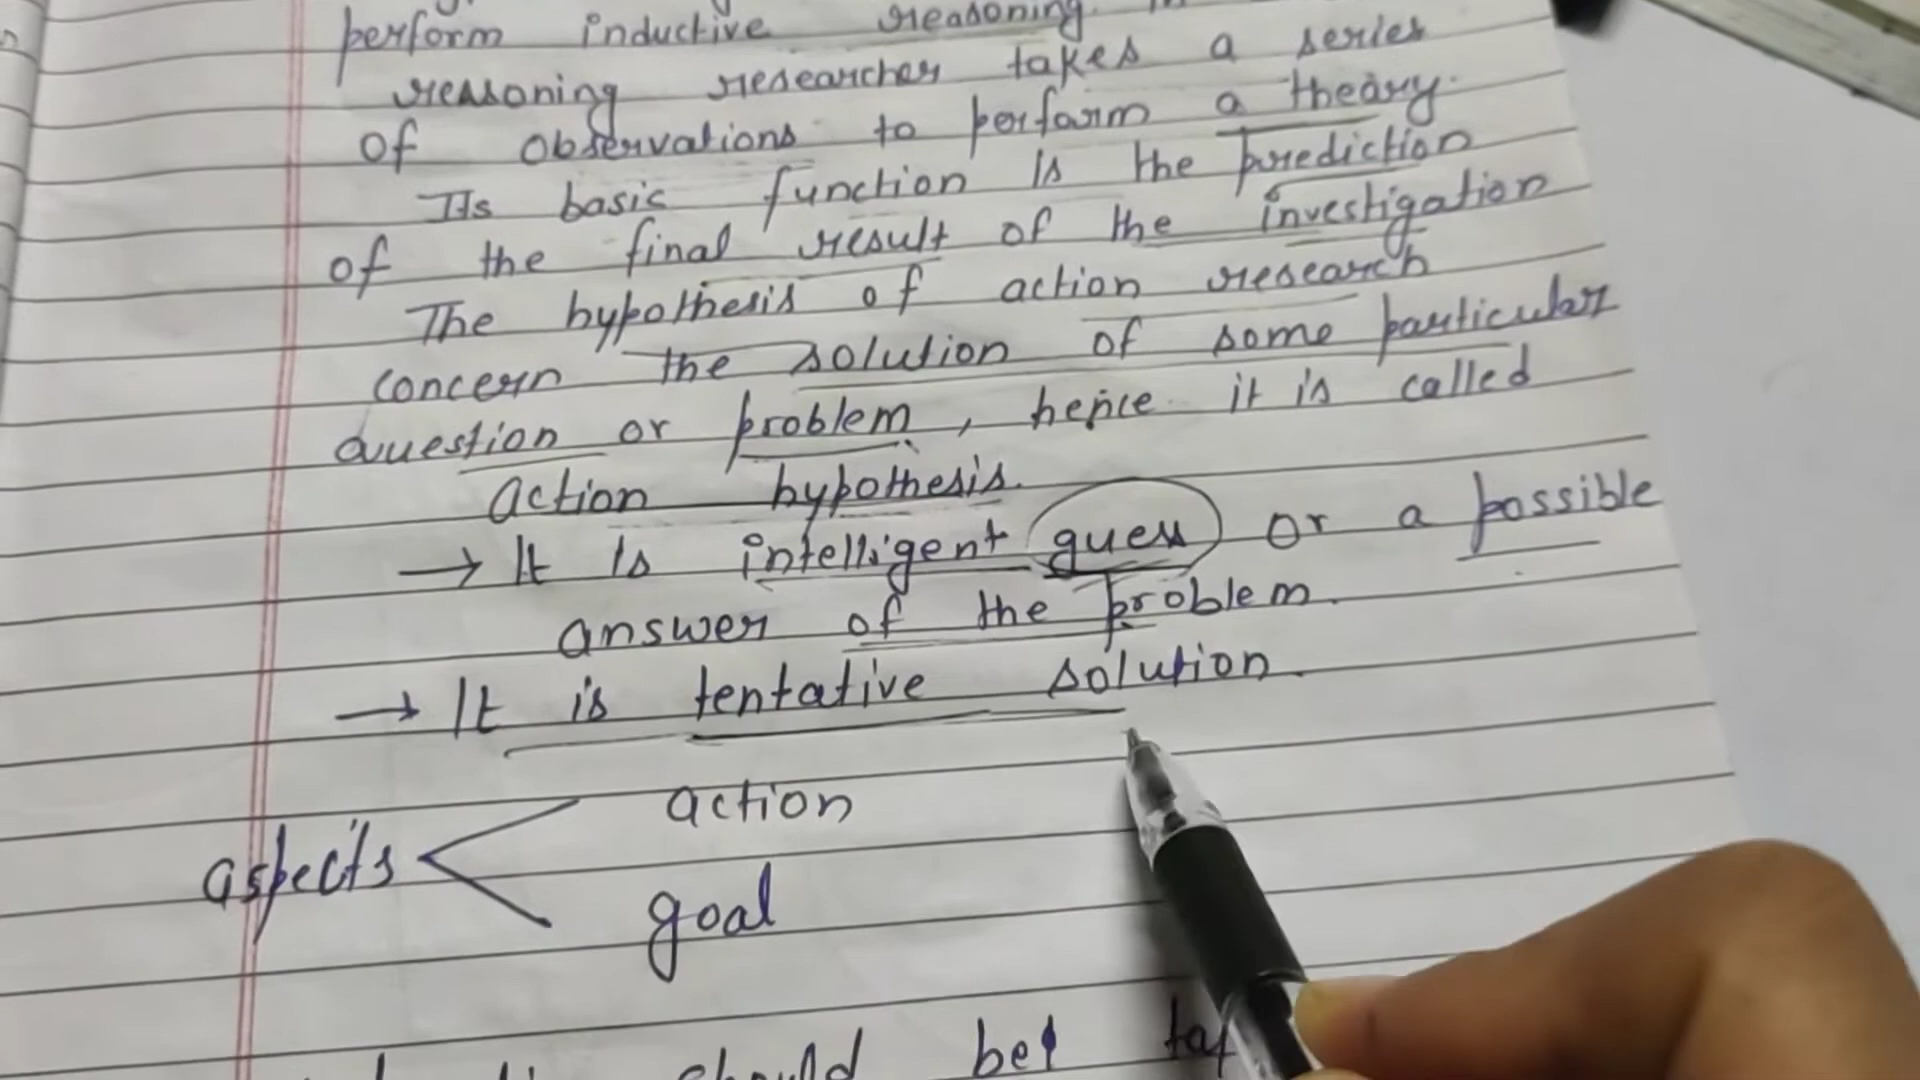 perform inductive reasoning. In
reasoning researcher takes a series
of observations to perform a theory.
Its basic function is the prediction
of the final result of the investigation
The hypothesis of action research
concern the solution of some particular
question or problem, hence it is called
action hypothesis.
→ It is intelligent guess or a possible
answer of the problem.
→ It is tentative solution.
aspects
action
goal
should be